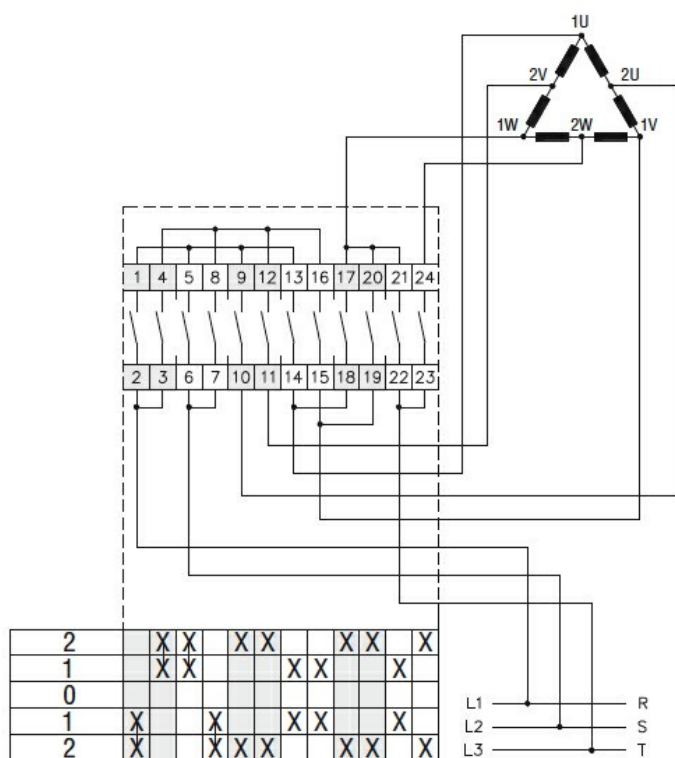 1U
2V 2U
1W 2W 1V
1 4 5 8 9 12 13 16 17 20 21 24
2 3 6 7 10 11 14 15 18 19 22 23
2 X X X X X X X
1 X X X X X
0
1 X X X X X
2 X X X X X X X
L1 R
L2 S
L3 T